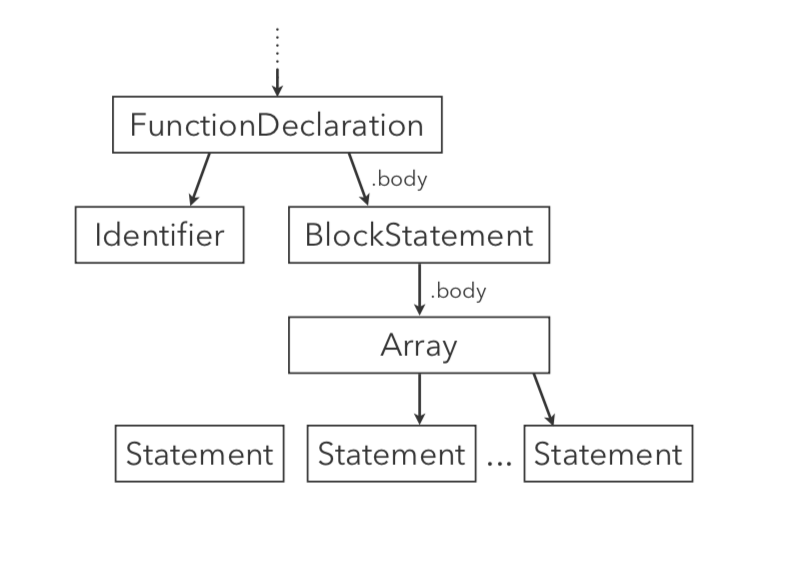 FunctionDeclaration
.body
Identifier
BlockStatement
.body
Array
Statement
Statement
...
Statement